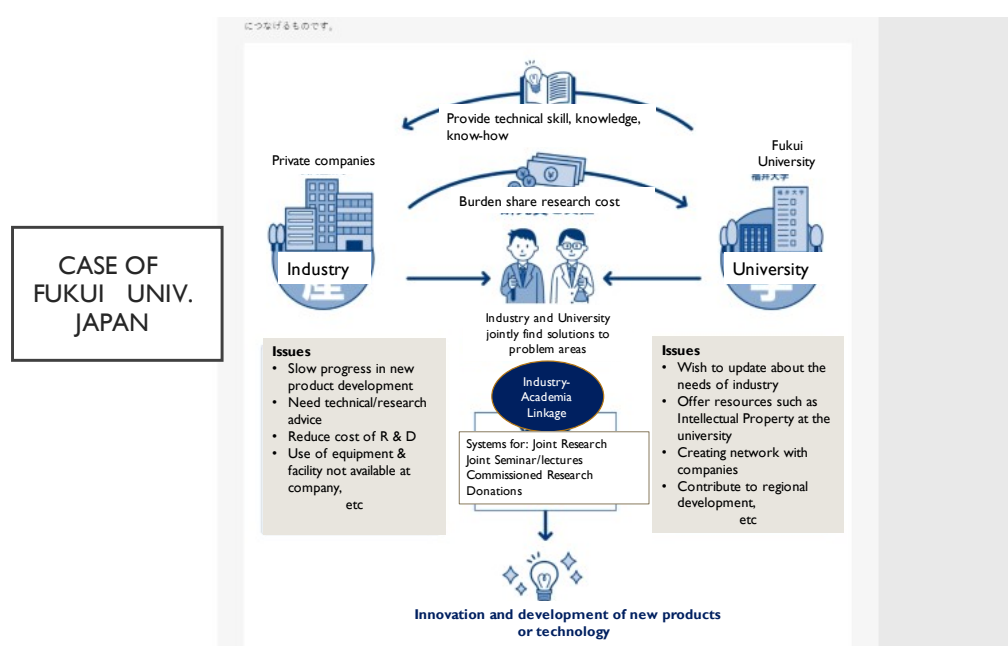 につなげるものです。
CASE OF
FUKUI UNIV.
JAPAN
Provide technical skill, knowledge,
know-how
Private companies
Fukui
University
福井大学
Burden share research cost
福井大学
Industry
University
Industry and University
jointly find solutions to
problem areas
Issues
• Slow progress in new
product development
• Need technical/research
advice
• Reduce cost of R & D
• Use of equipment &
facility not available at
company,
etc
Industry-
Academia
Linkage
Systems for: Joint Research
Joint Seminar/lectures
Commissioned Research
Donations
Issues
• Wish to update about the
needs of industry
• Offer resources such as
Intellectual Property at the
university
• Creating network with
companies
• Contribute to regional
development,
etc
Innovation and development of new products
or technology